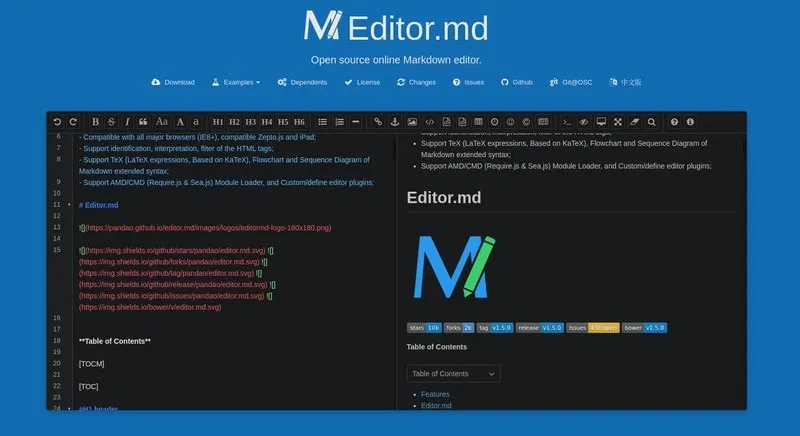 Editor.md
Open source online Markdown editor.
Download Examples Dependents License Changes Issues Github git Git@OSC 中文版
B S I Aa A a H1 H2 H3 H4 H5 H6
6 - Compatible with all major browsers (IE8+), compatible Zepto.js and iPad;
7 - Support identification, interpretation, fliter of the HTML tags;
8 - Support TeX (LaTeX expressions, Based on KaTeX), Flowchart and Sequence Diagram of
Markdown extended syntax;
9 - Support AMD/CMD (Require.js & Sea.js) Module Loader, and Custom/define editor plugins;
10
11 # Editor.md
12
13 ![](https://pandao.github.io/editor.md/images/logos/editormd-logo-180x180.png)
14
15 ![](https://img.shields.io/github/stars/pandao/editor.md.svg) ![]
(https://img.shields.io/github/forks/pandao/editor.md.svg) ![]
(https://img.shields.io/github/tag/pandao/editor.md.svg) ![]
(https://img.shields.io/github/release/pandao/editor.md.svg) ![]
(https://img.shields.io/github/issues/pandao/editor.md.svg) ![]
(https://img.shields.io/bower/v/editor.md.svg)
16
17
18 **Table of Contents**
19
20 [TOCM]
21
22 [TOC]
23
24 #H1 header
Support identification, interpretation, fliter of the HTML tags;
Support TeX (LaTeX expressions, Based on KaTeX), Flowchart and Sequence Diagram of
Markdown extended syntax;
Support AMD/CMD (Require.js & Sea.js) Module Loader, and Custom/define editor plugins;
Editor.md
stars 10k forks 2k tag v1.5.0 release v1.5.0 issues open bower v1.5.0
Table of Contents
Table of Contents
Features
Editor.md